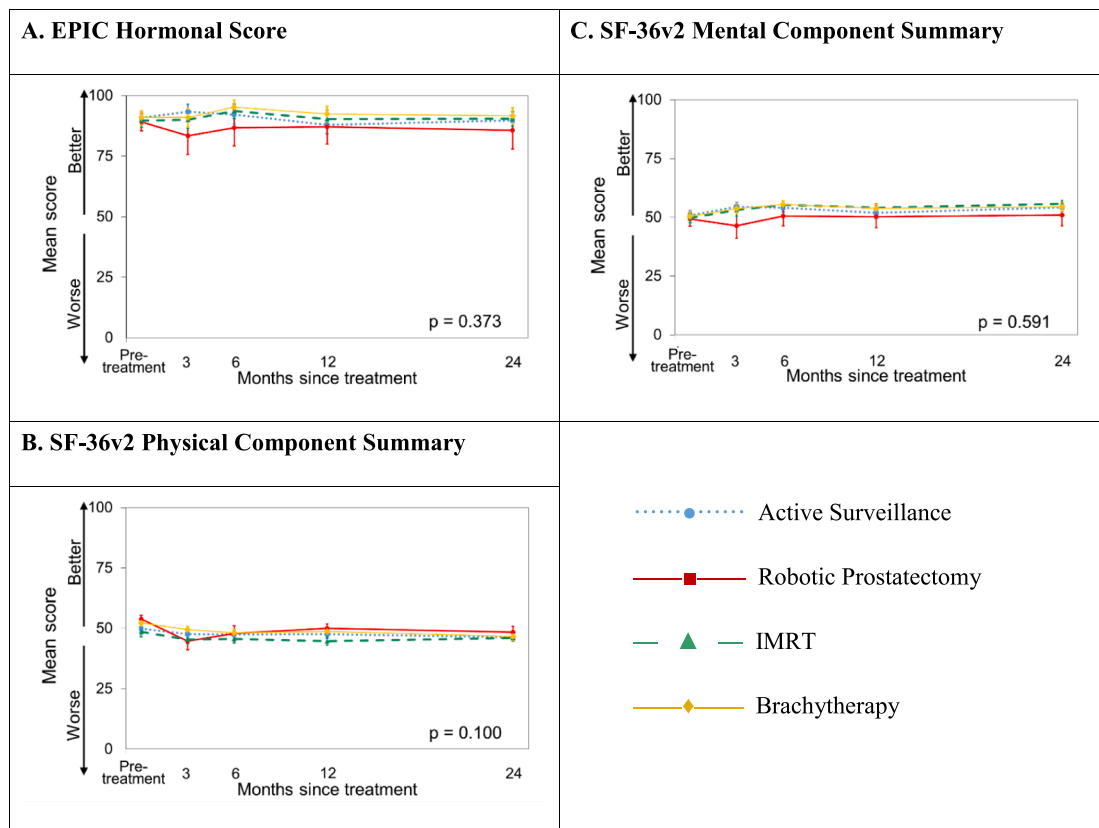 A. EPIC Hormonal Score
100
75
50
25
0
Better
Mean score
Worse
p = 0.373
Pre-
treatment
3
6
12
24
Months since treatment
C. SF-36v2 Mental Component Summary
100
75
50
25
0
Better
Mean score
Worse
p = 0.591
Pre-
treatment
3
6
12
24
Months since treatment
B. SF-36v2 Physical Component Summary
100
75
50
25
0
Better
Mean score
Worse
p = 0.100
Pre-
treatment
3
6
12
24
Months since treatment
Active Surveillance
Robotic Prostatectomy
IMRT
Brachytherapy